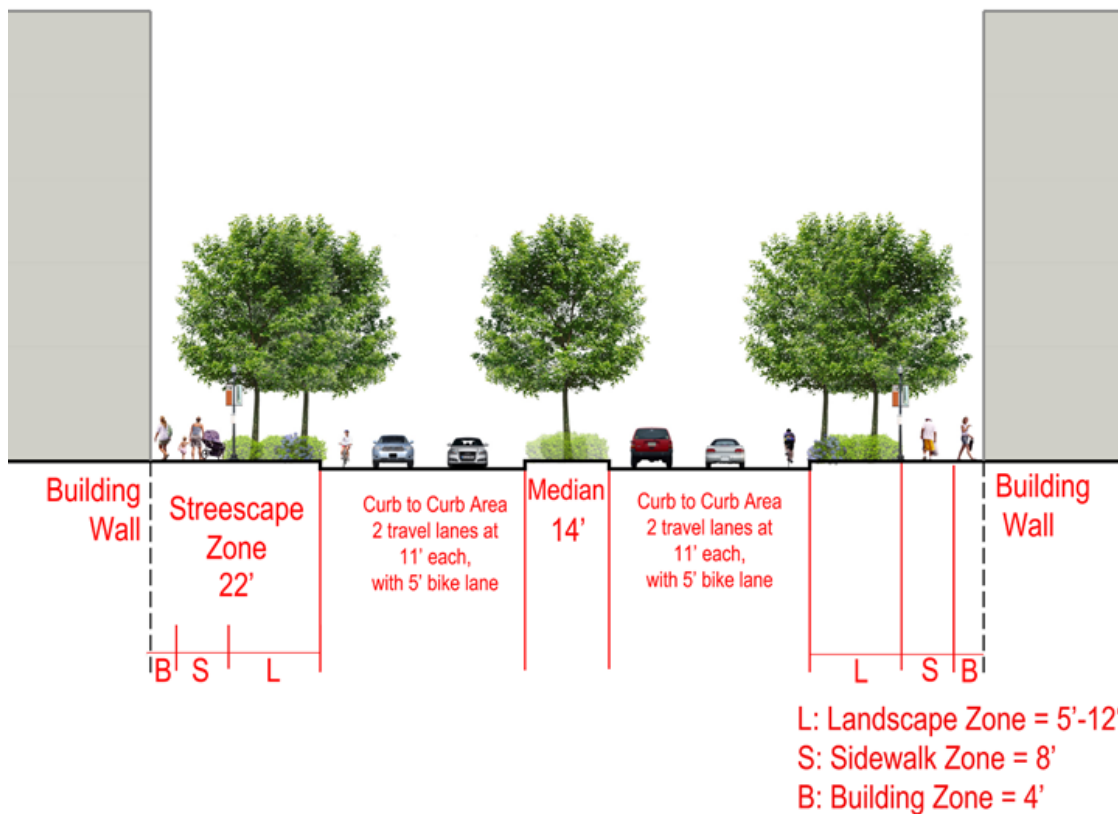 Building
Wall
Streescape
Zone
22’
Curb to Curb Area
2 travel lanes at
11’ each,
with 5’ bike lane
Median
14’
Curb to Curb Area
2 travel lanes at
11’ each,
with 5’ bike lane
Building
Wall
B
S
L
L
S
B
L: Landscape Zone = 5’-12’
S: Sidewalk Zone = 8’
B: Building Zone = 4’